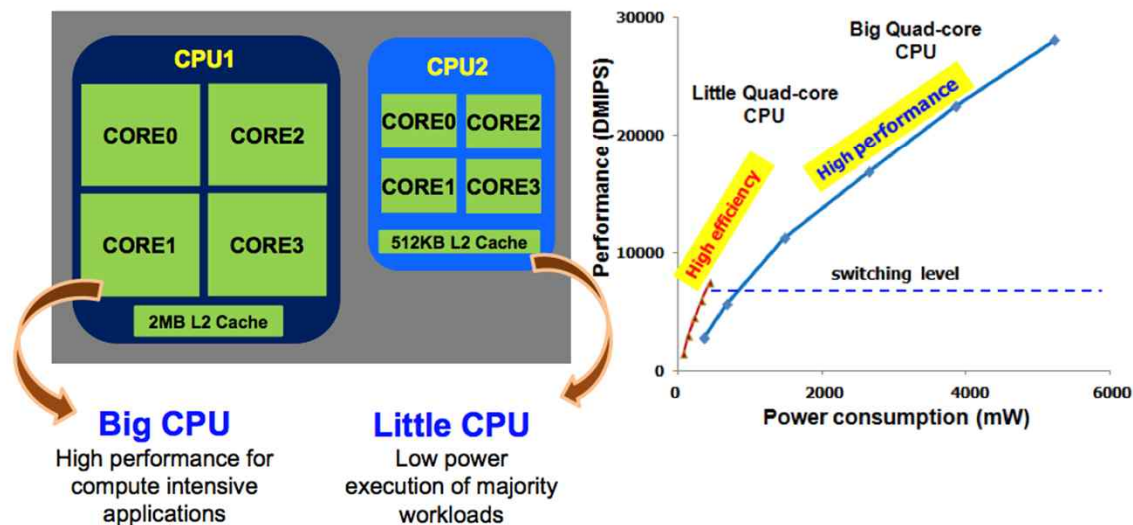 CPU1
CORE0
CORE2
CORE1
CORE3
2MB L2 Cache
CPU2
CORE0
CORE2
CORE1
CORE3
512KB L2 Cache
Big CPU
High performance for
compute intensive
applications
Little CPU
Low power
execution of majority
workloads
Performance (DMIPS)
30000
20000
10000
0
Big Quad-core
CPU
Little Quad-core
CPU
High performance
High efficiency
switching level
0
2000
4000
6000
Power consumption (mW)